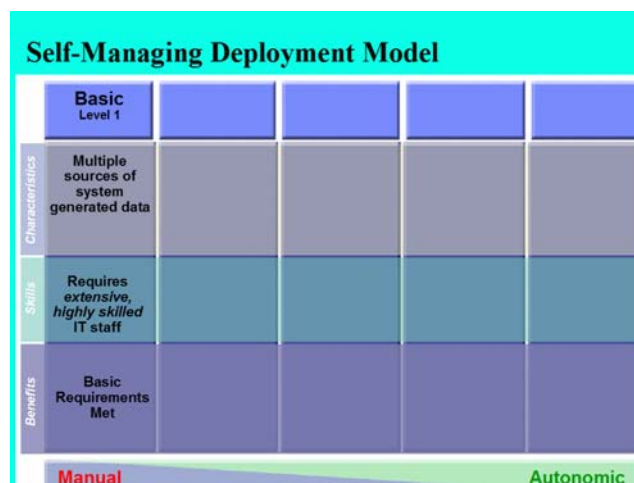 Self-Managing Deployment Model
Basic
Level 1
Characteristics
Multiple
sources of
system
generated data
Skills
Requires
extensive,
highly skilled
IT staff
Benefits
Basic
Requirements
Met
Manual
Autonomic